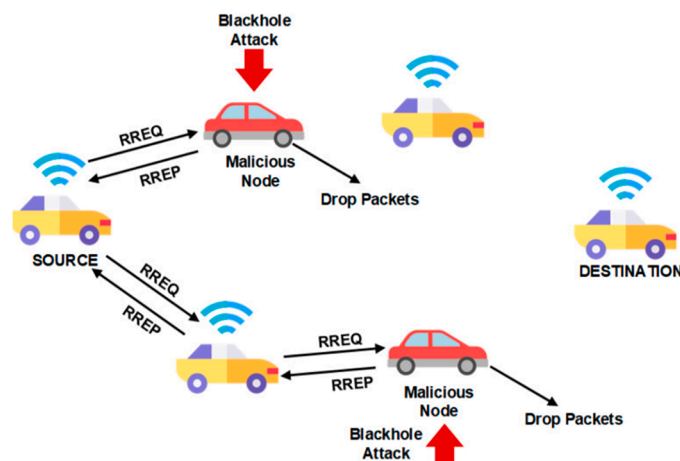 Blackhole
Attack
RREQ
RREP
Malicious
Node
Drop Packets
SOURCE
DESTINATION
RREQ
RREP
RREQ
RREP
Malicious
Node
Drop Packets
Blackhole
Attack